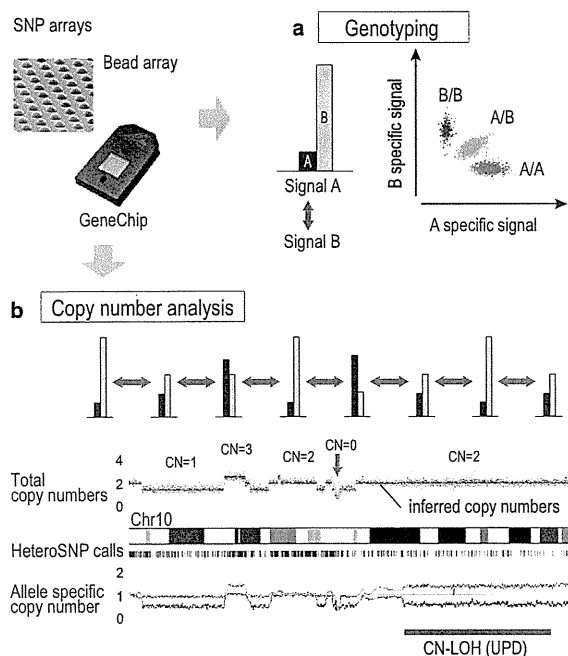 SNP arrays
Bead array
GeneChip
a Genotyping
B
A
Signal A
Signal B
B specific signal
B/B
A/B
A/A
A specific signal
b Copy number analysis
Total copy numbers
4
2
0
CN=1
CN=3
CN=2
CN=0
CN=2
inferred copy numbers
Chr10
HeteroSNP calls
Allele specific
copy number
2
1
0
CN-LOH (UPD)